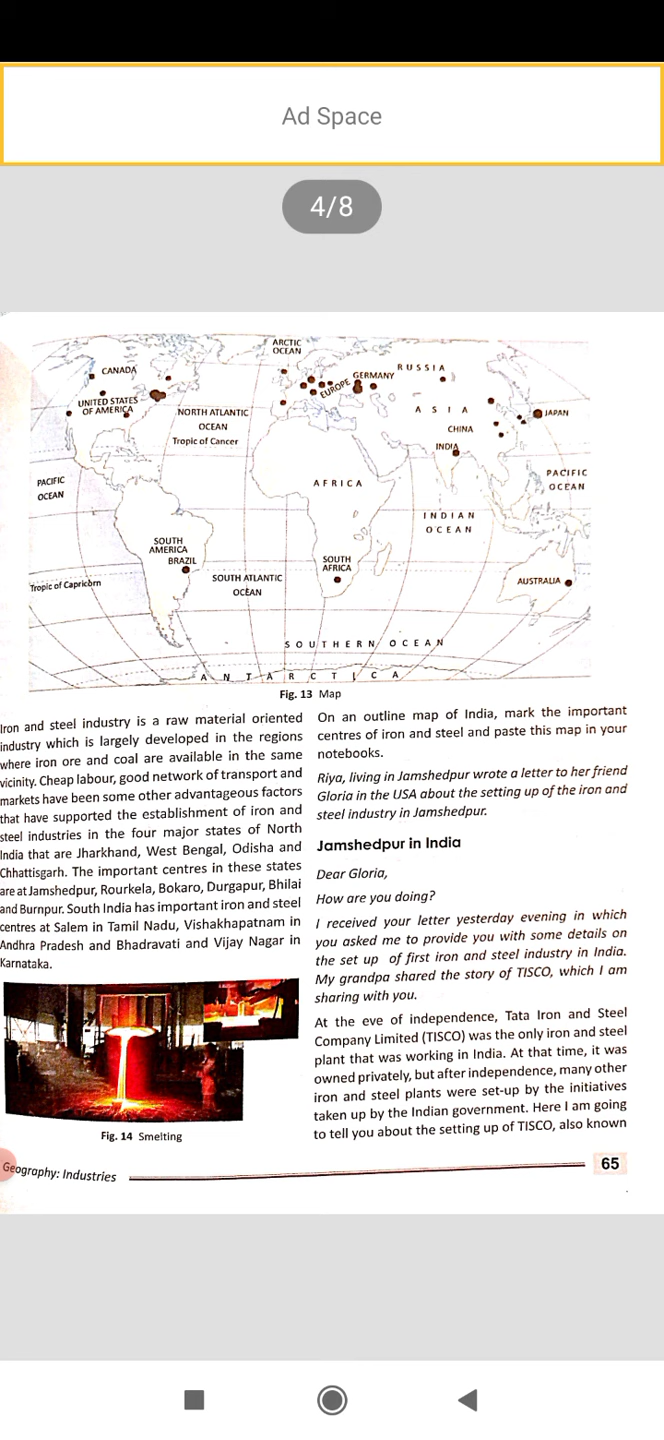 Ad Space
4/8
ARCTIC
OCEAN
CANADA
RUSSIA
GERMANY
EUROPE
UNITED STATES
OF AMERICA
NORTH ATLANTIC
OCEAN
Tropic of Cancer
ASIA
JAPAN
CHINA
INDIA
PACIFIC
OCEAN
AFRICA
PACIFIC
OCEAN
INDIAN
OCEAN
SOUTH
AMERICA
BRAZIL
SOUTH
AFRICA
Tropic of Capricorn
SOUTH ATLANTIC
OCEAN
AUSTRALIA
SOUTHERN OCEAN
ANTARCTICA
Fig. 13 Map
Iron and steel industry is a raw material oriented
industry which is largely developed in the regions
where iron ore and coal are available in the same
vicinity. Cheap labour, good network of transport and
markets have been some other advantageous factors
that have supported the establishment of iron and
steel industries in the four major states of North
India that are Jharkhand, West Bengal, Odisha and
Chhattisgarh. The important centres in these states
are at Jamshedpur, Rourkela, Bokaro, Durgapur, Bhilai
and Burnpur. South India has important iron and steel
centres at Salem in Tamil Nadu, Vishakhapatnam in
Andhra Pradesh and Bhadravati and Vijay Nagar in
Karnataka.
Fig. 14 Smelting
On an outline map of India, mark the important
centres of iron and steel and paste this map in your
notebooks.
Riya, living in Jamshedpur wrote a letter to her friend
Gloria in the USA about the setting up of the iron and
steel industry in Jamshedpur.
Jamshedpur in India
Dear Gloria,
How are you doing?
I received your letter yesterday evening in which
you asked me to provide you with some details on
the set up of first iron and steel industry in India.
My grandpa shared the story of TISCO, which I am
sharing with you.
At the eve of independence, Tata Iron and Steel
Company Limited (TISCO) was the only iron and steel
plant that was working in India. At that time, it was
owned privately, but after independence, many other
iron and steel plants were set-up by the initiatives
taken up by the Indian government. Here I am going
to tell you about the setting up of TISCO, also known
Geography: Industries
65